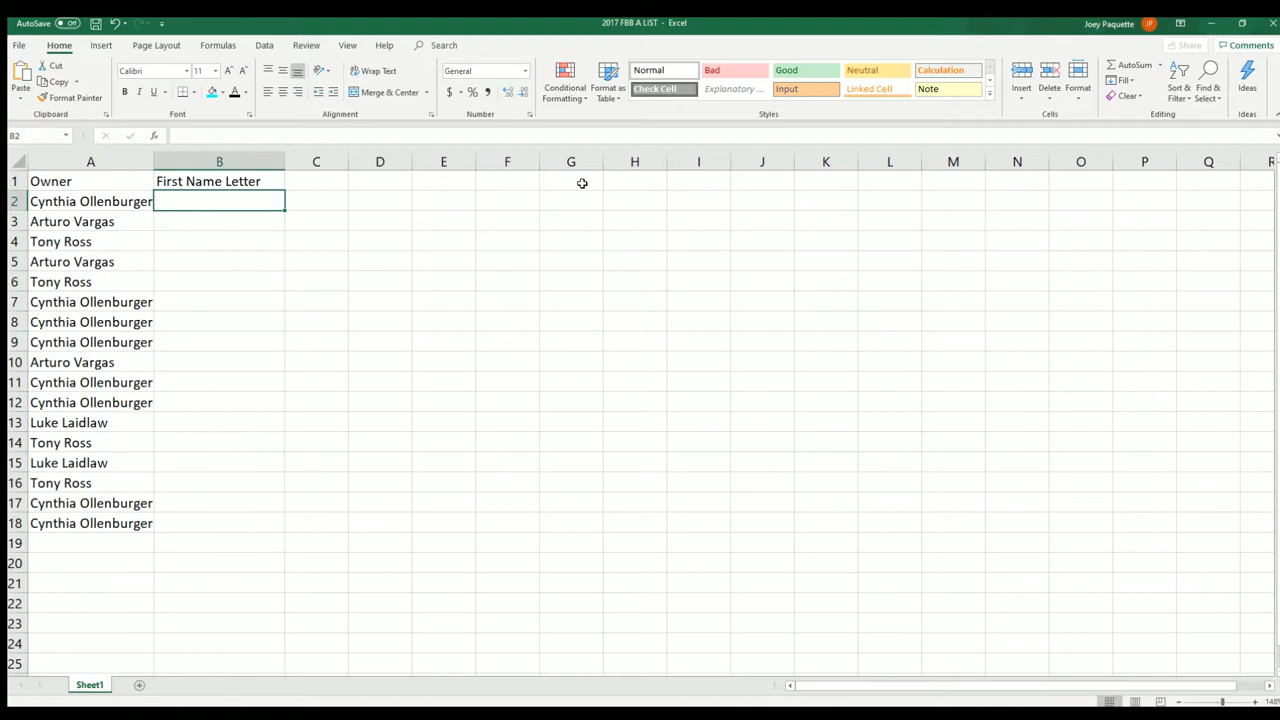 AutoSave Off 2017 FBB A LIST - Excel Joey Paquette JP
File Home Insert Page Layout Formulas Data Review View Help Search Share Comments
Paste Cut Copy Format Painter Clipboard
Calibri 11 A A B I U A Font
Wrap Text Merge & Center Alignment
General $ % , Number
Conditional Formatting Format as Table
Normal Bad Good Neutral Calculation
Check Cell Explanatory ... Input Linked Cell Note
Styles
Insert Delete Format Cells
AutoSum Fill Clear Sort & Filter Find & Select Editing
Ideas Ideas
B2 fx
A B C D E F G H I J K L M N O P Q R
1 Owner First Name Letter
2 Cynthia Ollenburger
3 Arturo Vargas
4 Tony Ross
5 Arturo Vargas
6 Tony Ross
7 Cynthia Ollenburger
8 Cynthia Ollenburger
9 Cynthia Ollenburger
10 Arturo Vargas
11 Cynthia Ollenburger
12 Cynthia Ollenburger
13 Luke Laidlaw
14 Tony Ross
15 Luke Laidlaw
16 Tony Ross
17 Cynthia Ollenburger
18 Cynthia Ollenburger
19
20
21
22
23
24
25
Sheet1
148%